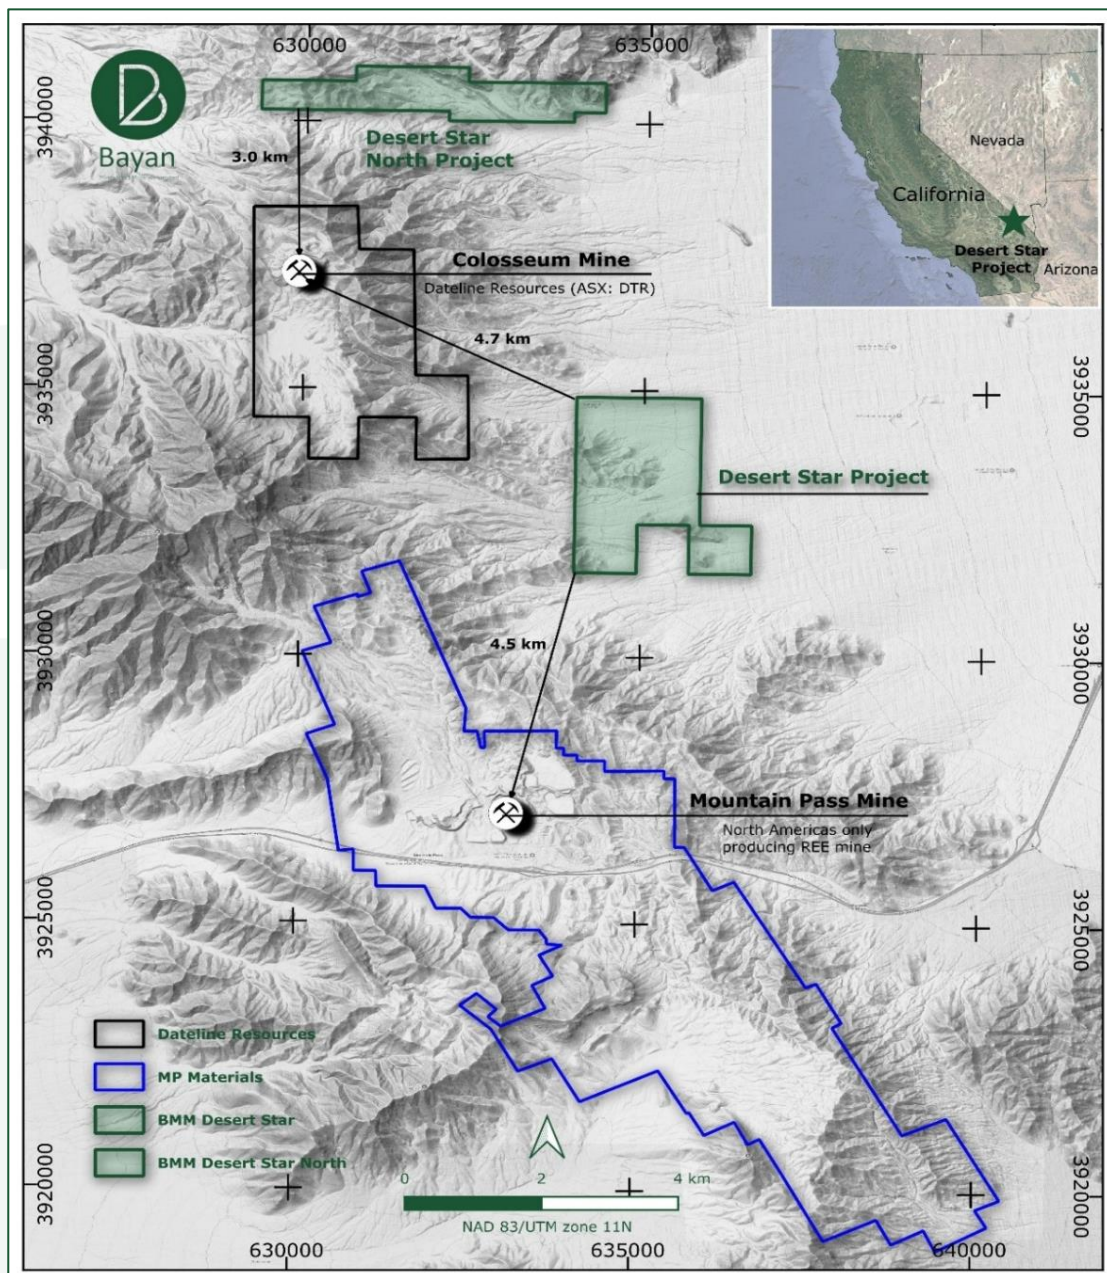 630000
635000
Bayan
3940000
Desert Star
North Project
3.0 km
Nevada
California
Desert Star
Project
Arizona
Colosseum Mine
Dateline Resources (ASX: DTR)
4.7 km
3935000
3935000
Desert Star Project
4.5 km
3930000
3930000
Mountain Pass Mine
North Americas only
producing REE mine
3925000
3925000
Dateline Resources
MP Materials
BMM Desert Star
BMM Desert Star North
0 2 4 km
NAD 83/UTM zone 11N
3920000
3920000
630000
635000
640000